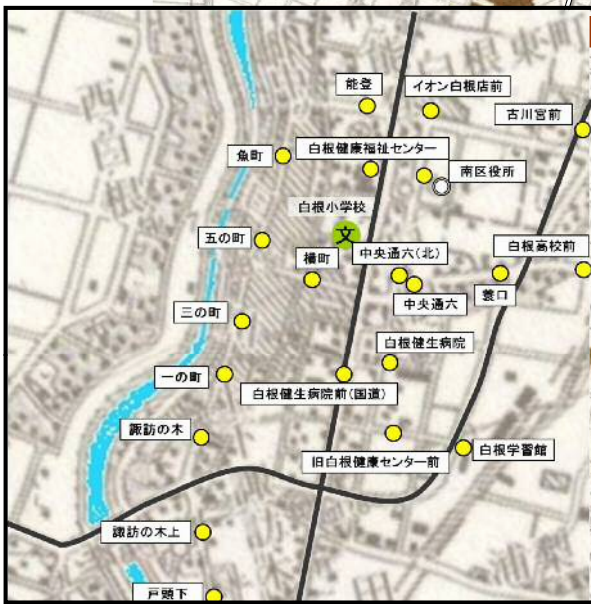 能登
イオン白根店前
古川宮前
魚町
白根健康福祉センター
南区役所
白根小学校
文
五の町
横町
中央通六(北)
白根高校前
中央通六
蓑口
三の町
白根健生病院
一の町
白根健生病院前(国道)
諏訪の木
旧白根健康センター前
白根学習館
諏訪の木上
戸頭下